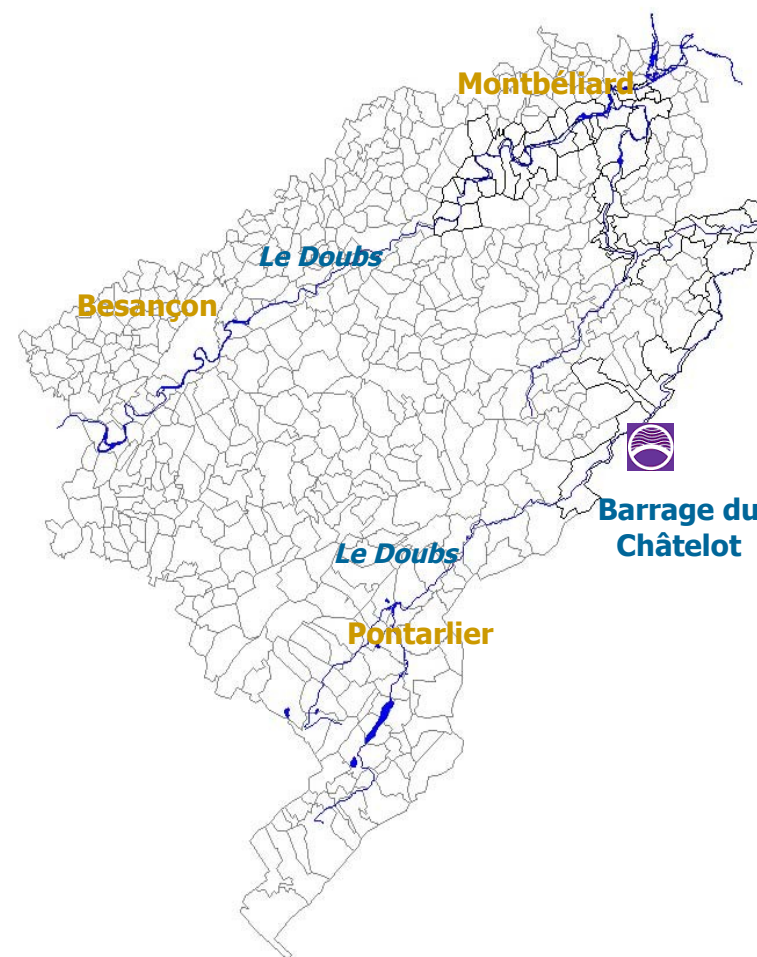 Montbéliard
Le Doubs
Besançon
Barrage du
Châtelot
Le Doubs
Pontarlier